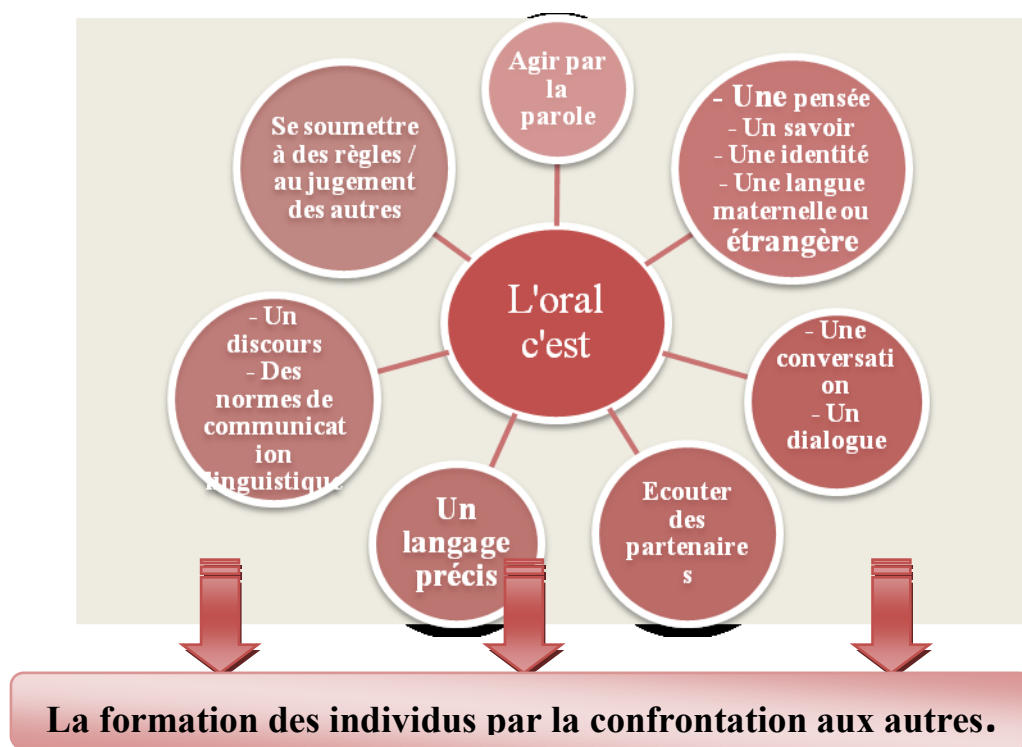 Agir par
la
parole
- Une pensée
- Un savoir
- Une identité
- Une langue
maternelle ou
étrangère
- Une
conversati
on
- Un
dialogue
Ecouter
des
partenaire
s
Un
langage
précis
- Un
discours
- Des
normes de
communicat
ion
linguistique
Se soumettre
à des règles /
au jugement
des autres
L'oral
c'est
La formation des individus par la confrontation aux autres.